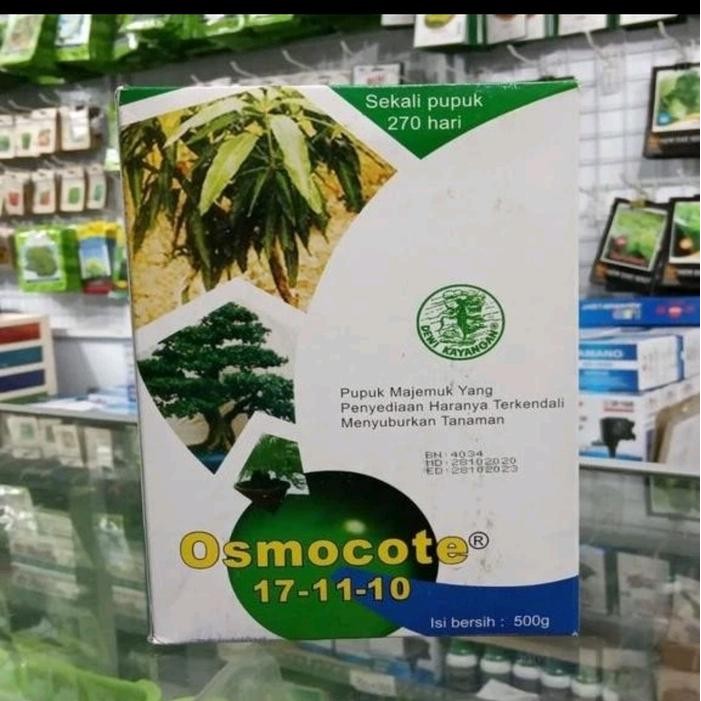 Sekali pupuk
270 hari
DEWI KAYANGAN®
Pupuk Majemuk Yang
Penyediaan Haranya Terkendali
Menyuburkan Tanaman
BN : 4034
MD : 28102020
ED : 28102023
Osmocote®
17-11-10
Isi bersih : 500g
AMANO